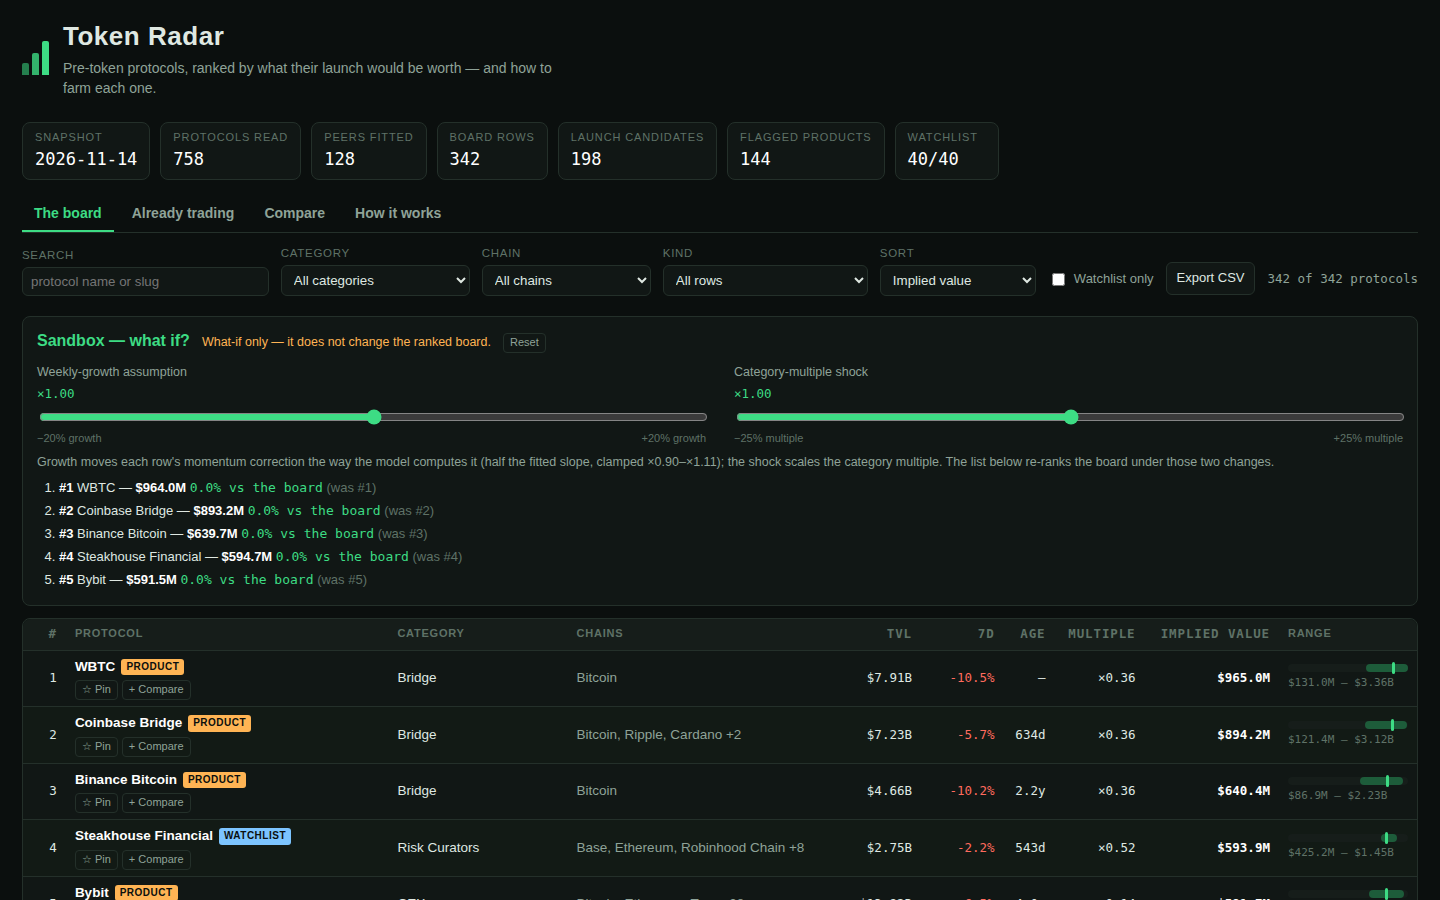 Token Radar
Pre-token protocols, ranked by what their launch would be worth — and how to
farm each one.
SNAPSHOT PROTOCOLS READ PEERS FITTED BOARD ROWS LAUNCH CANDIDATES FLAGGED PRODUCTS WATCHLIST
2026-11-14 758 128 342 198 144 40/40
The board Already trading Compare How it works
SEARCH CATEGORY CHAIN KIND SORT
protocol name or slug All categories All chains All rows Implied value Watchlist only Export CSV 342 of 342 protocols
Sandbox — what if? What-if only — it does not change the ranked board. Reset
Weekly-growth assumption Category-multiple shock
×1.00 ×1.00
−20% growth +20% growth −25% multiple +25% multiple
Growth moves each row's momentum correction the way the model computes it (half the fitted slope, clamped ×0.90–×1.11); the shock scales the category multiple. The list below re-ranks the board under those two changes.
1. #1 WBTC — $964.0M 0.0% vs the board (was #1)
2. #2 Coinbase Bridge — $893.2M 0.0% vs the board (was #2)
3. #3 Binance Bitcoin — $639.7M 0.0% vs the board (was #3)
4. #4 Steakhouse Financial — $594.7M 0.0% vs the board (was #4)
5. #5 Bybit — $591.5M 0.0% vs the board (was #5)
# PROTOCOL CATEGORY CHAINS TVL 7D AGE MULTIPLE IMPLIED VALUE RANGE
1 WBTC PRODUCT Bridge Bitcoin $7.91B -10.5% — ×0.36 $965.0M $131.0M — $3.36B
☆ Pin + Compare
2 Coinbase Bridge PRODUCT Bridge Bitcoin, Ripple, Cardano +2 $7.23B -5.7% 634d ×0.36 $894.2M $121.4M — $3.12B
☆ Pin + Compare
3 Binance Bitcoin PRODUCT Bridge Bitcoin $4.66B -10.2% 2.2y ×0.36 $640.4M $86.9M — $2.23B
☆ Pin + Compare
4 Steakhouse Financial WATCHLIST Risk Curators Base, Ethereum, Robinhood Chain +8 $2.75B -2.2% 543d ×0.52 $593.9M $425.2M — $1.45B
☆ Pin + Compare
Bybit PRODUCT